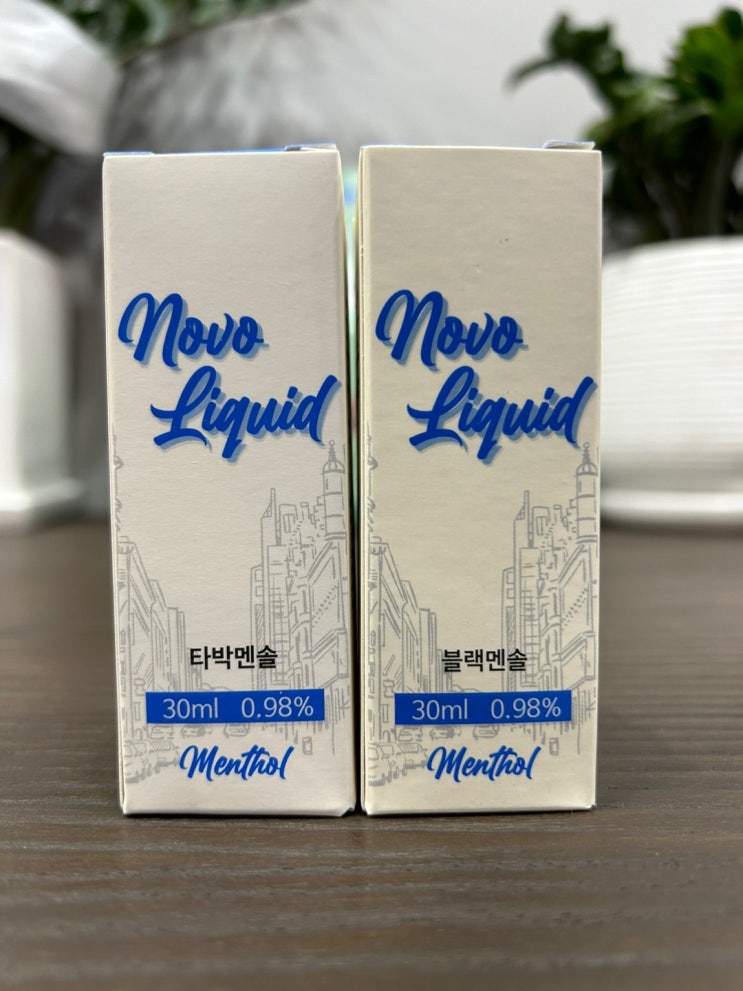 Novo
Liquid
타박멘솔
30ml 0.98%
Menthol
Novo
Liquid
블랙멘솔
30ml 0.98%
Menthol